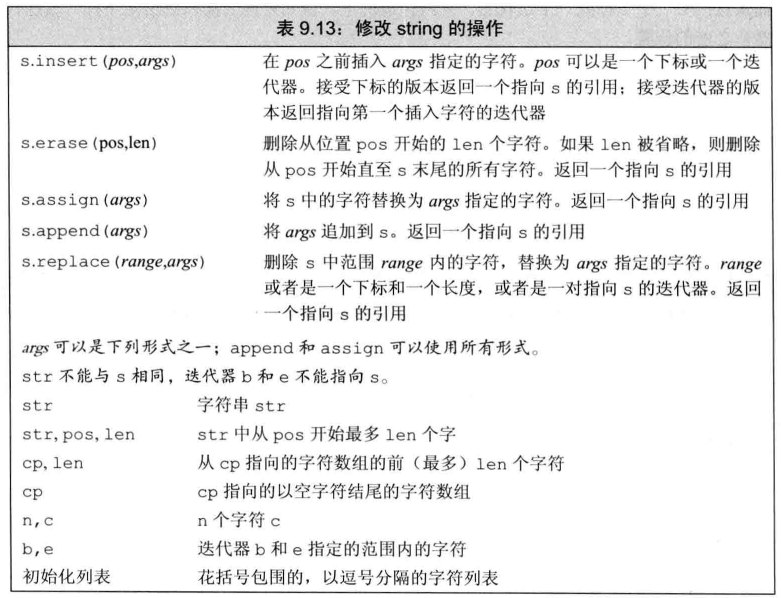 表 9.13：修改 string 的操作
s.insert(pos,args) 在 pos 之前插入 args 指定的字符。pos 可以是一个下标或一个迭
代器。接受下标的版本返回一个指向 s 的引用；接受迭代器的版
本返回指向第一个插入字符的迭代器
s.erase(pos,len) 删除从位置 pos 开始的 len 个字符。如果 len 被省略，则删除
从 pos 开始直至 s 末尾的所有字符。返回一个指向 s 的引用
s.assign(args) 将 s 中的字符替换为 args 指定的字符。返回一个指向 s 的引用
s.append(args) 将 args 追加到 s。返回一个指向 s 的引用
s.replace(range,args) 删除 s 中范围 range 内的字符，替换为 args 指定的字符。range
或者是一个下标和一个长度，或者是一对指向 s 的迭代器。返回
一个指向 s 的引用
args 可以是下列形式之一；append 和 assign 可以使用所有形式。
str 不能与 s 相同，迭代器 b 和 e 不能指向 s。
str 字符串 str
str,pos,len str 中从 pos 开始最多 len 个字
cp,len 从 cp 指向的字符数组的前（最多）len 个字符
cp cp 指向的以空字符结尾的字符数组
n,c n 个字符 c
b,e 迭代器 b 和 e 指定的范围内的字符
初始化列表 花括号包围的，以逗号分隔的字符列表